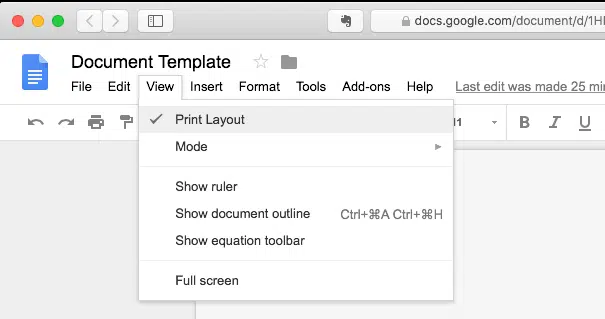 docs.google.com/document/d/1H
Document Template
File Edit View Insert Format Tools Add-ons Help Last edit was made 25 min
11 B I U
Print Layout
Mode
Show ruler
Show document outline Ctrl+⌘A Ctrl+⌘H
Show equation toolbar
Full screen